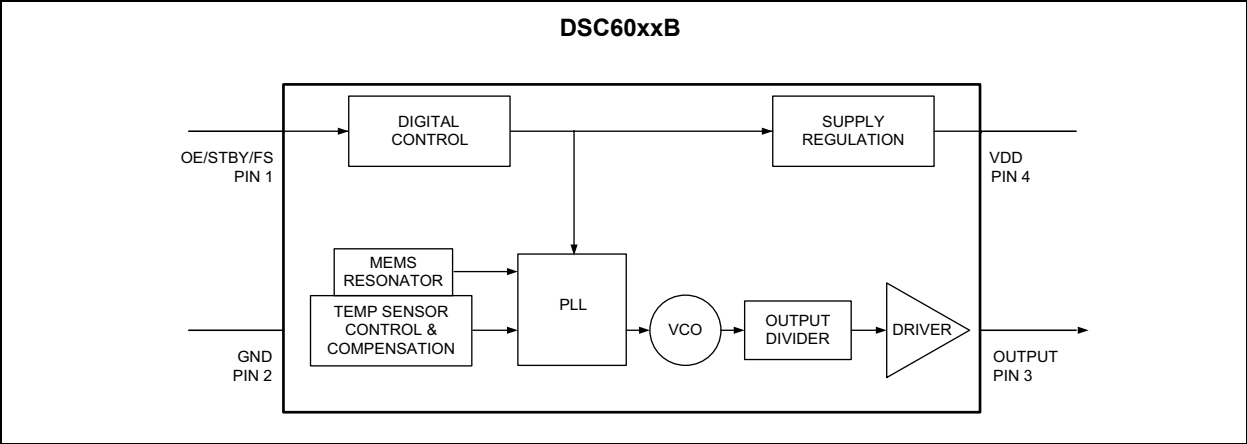 DSC60xxB
DIGITAL
CONTROL
SUPPLY
REGULATION
OE/STBY/FS
PIN 1
VDD
PIN 4
MEMS
RESONATOR
TEMP SENSOR
CONTROL &
COMPENSATION
PLL
VCO
OUTPUT
DIVIDER
DRIVER
GND
PIN 2
OUTPUT
PIN 3